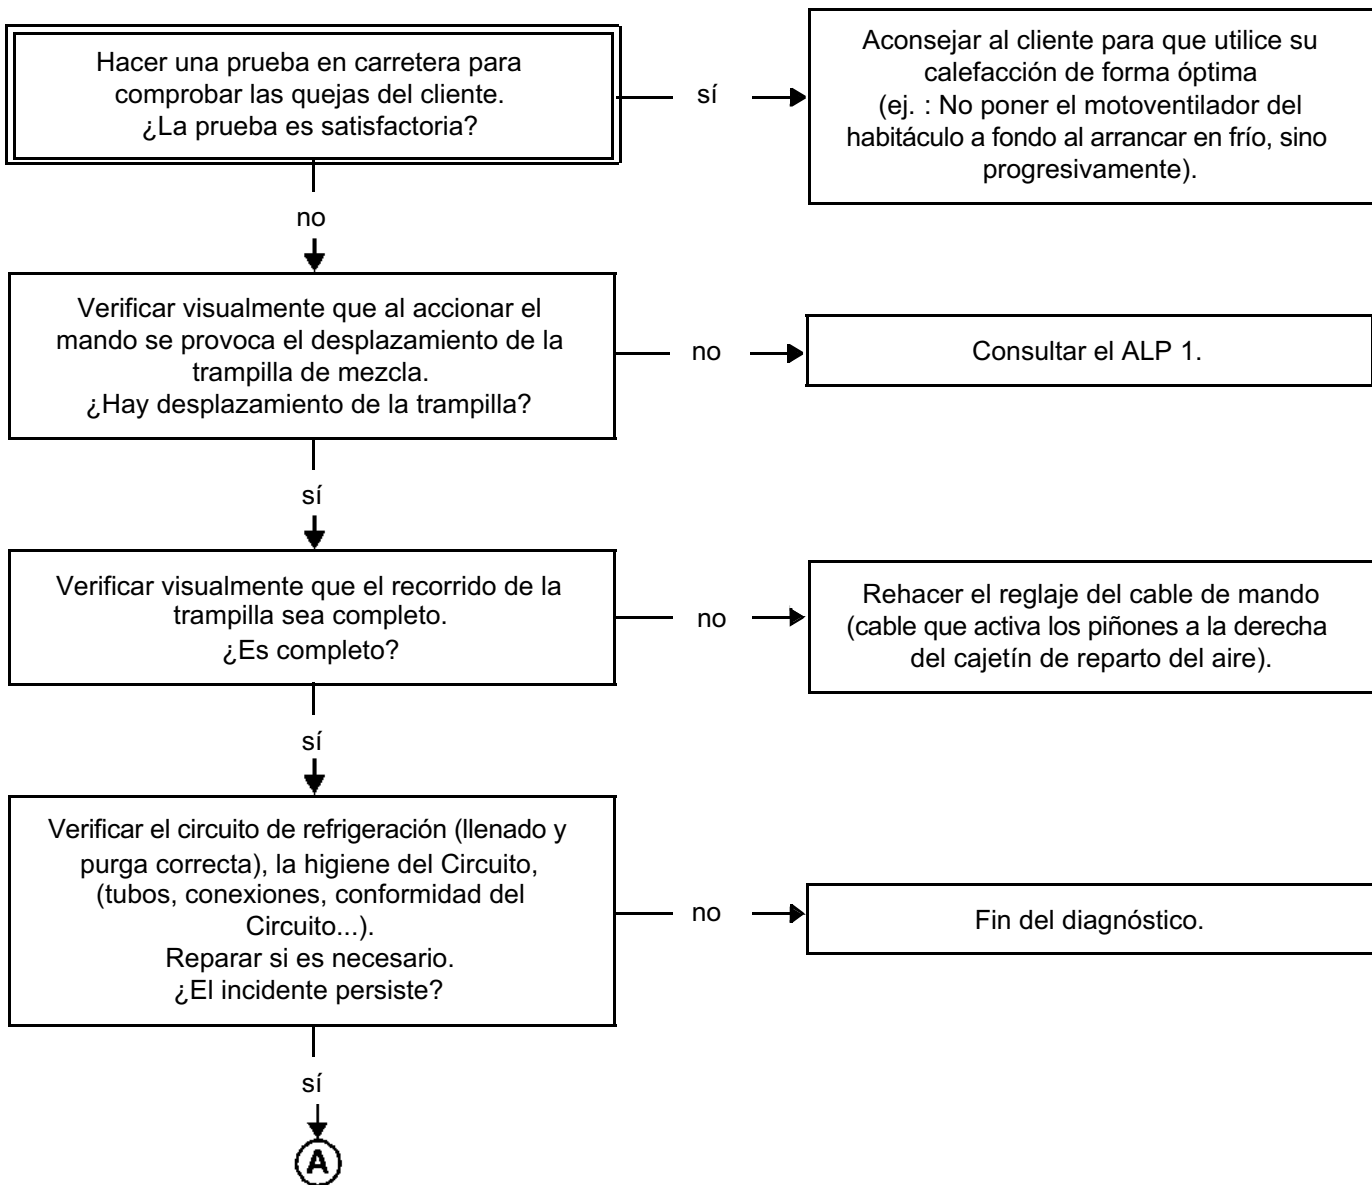 Hacer una prueba en carretera para
comprobar las quejas del cliente.
¿La prueba es satisfactoria?
sí
Aconsejar al cliente para que utilice su
calefacción de forma óptima
(ej. : No poner el motoventilador del
habitáculo a fondo al arrancar en frío, sino
progresivamente).
no
Verificar visualmente que al accionar el
mando se provoca el desplazamiento de la
trampilla de mezcla.
¿Hay desplazamiento de la trampilla?
no
Consultar el ALP 1.
sí
Verificar visualmente que el recorrido de la
trampilla sea completo.
¿Es completo?
no
Rehacer el reglaje del cable de mando
(cable que activa los piñones a la derecha
del cajetín de reparto del aire).
sí
Verificar el circuito de refrigeración (llenado y
purga correcta), la higiene del Circuito,
(tubos, conexiones, conformidad del
Circuito...).
Reparar si es necesario.
¿El incidente persiste?
no
Fin del diagnóstico.
sí
A